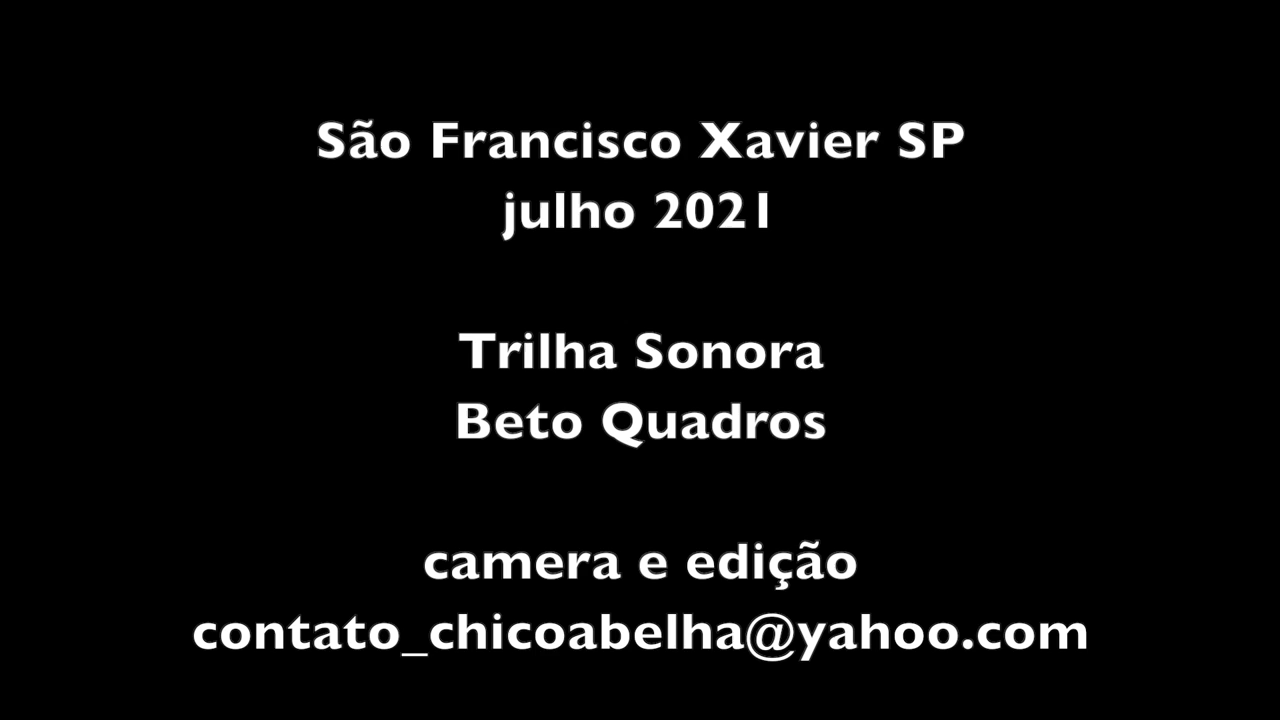 São Francisco Xavier SP
julho 2021
Trilha Sonora
Beto Quadros
camera e edição
contato_chicoabelha@yahoo.com